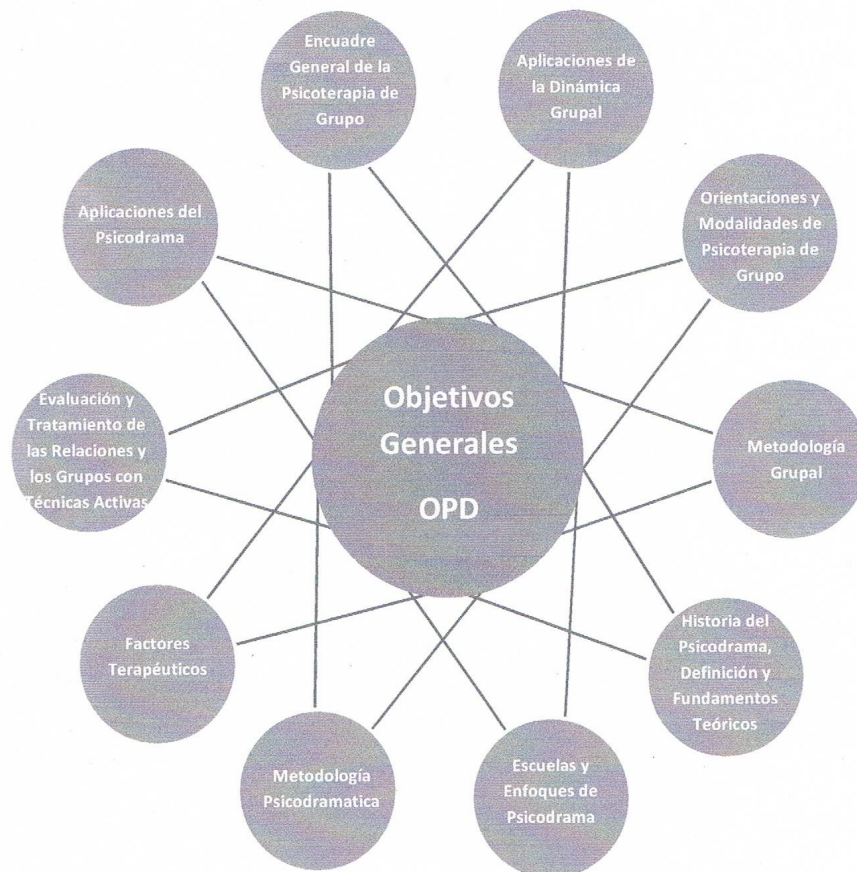 Encuadre
General de la
Psicoterapia de
Grupo
Aplicaciones de
la Dinámica
Grupal
Orientaciones y
Modalidades de
Psicoterapia de
Grupo
Metodología
Grupal
Historia del
Psicodrama,
Definición y
Fundamentos
Teóricos
Escuelas y
Enfoques de
Psicodrama
Metodología
Psicodramatica
Factores
Terapéuticos
Evaluación y
Tratamiento de
las Relaciones y
los Grupos con
Técnicas Activas
Aplicaciones del
Psicodrama
Objetivos
Generales
OPD